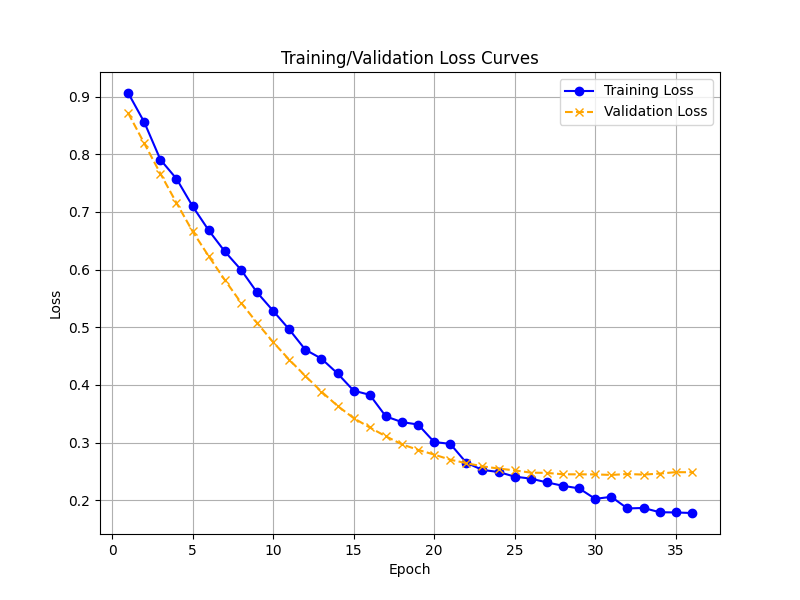 Training/Validation Loss Curves
Training Loss
Validation Loss
0.9
0.8
0.7
0.6
0.5
0.4
0.3
0.2
Loss
0 5 10 15 20 25 30 35
Epoch